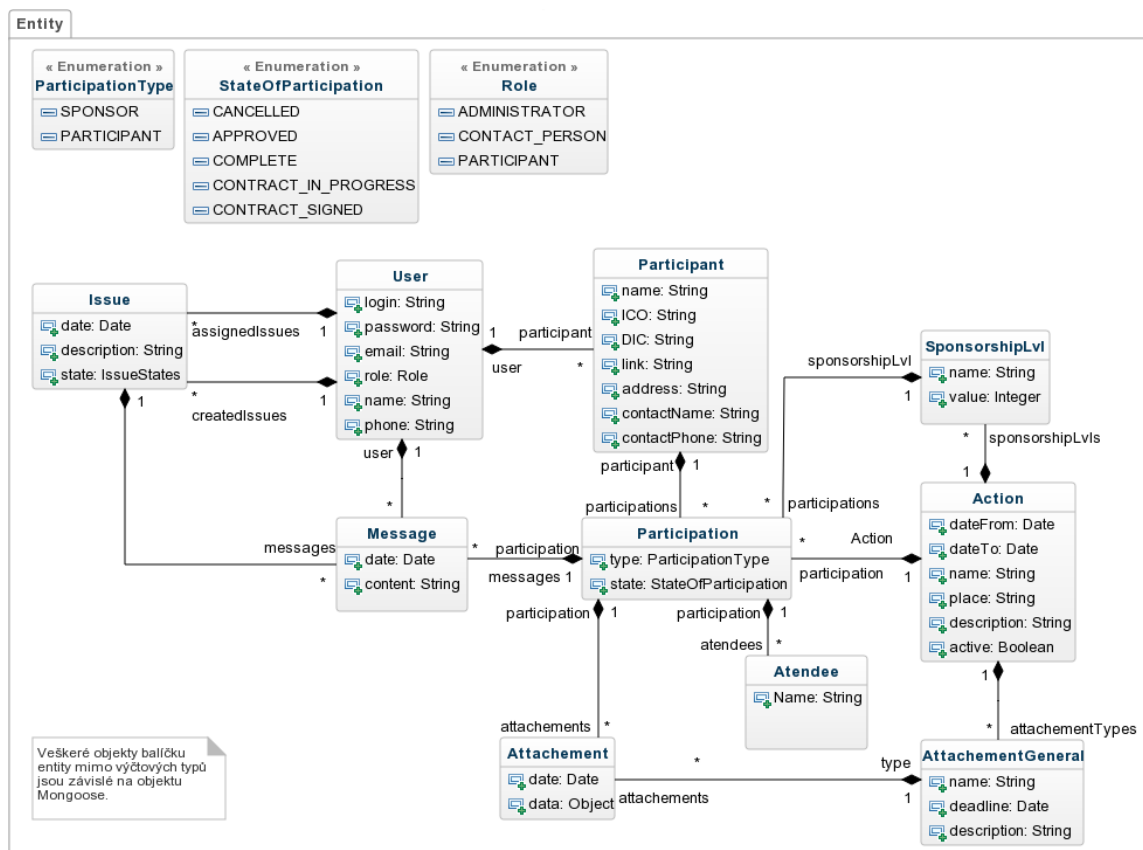 Entity
« Enumeration »
ParticipationType
SPONSOR
PARTICIPANT
« Enumeration »
StateOfParticipation
CANCELLED
APPROVED
COMPLETE
CONTRACT_IN_PROGRESS
CONTRACT_SIGNED
« Enumeration »
Role
ADMINISTRATOR
CONTACT_PERSON
PARTICIPANT
Issue
date: Date
description: String
state: IssueStates
* 1
assignedIssues
* 1
createdIssues
User
login: String
password: String
email: String
role: Role
name: String
phone: String
1 participant
user *
Participant
name: String
ICO: String
DIC: String
link: String
address: String
contactName: String
contactPhone: String
sponsorshipLvl
1
SponsorshipLvl
name: String
value: Integer
* sponsorshipLvls
1
1
user 1
*
participant 1
participations *
* participations
messages
*
Message
date: Date
content: String
* participation
messages 1
Participation
type: ParticipationType
state: StateOfParticipation
* Action
participation 1
Action
dateFrom: Date
dateTo: Date
name: String
place: String
description: String
active: Boolean
participation 1
participation 1
atendees *
Atendee
Name: String
1
* attachementTypes
attachements *
Attachement
date: Date
data: Object
* type
attachements 1
AttachementGeneral
name: String
deadline: Date
description: String
Veškeré objekty balíčku
entity mimo výčtových typů
jsou závislé na objektu
Mongoose.